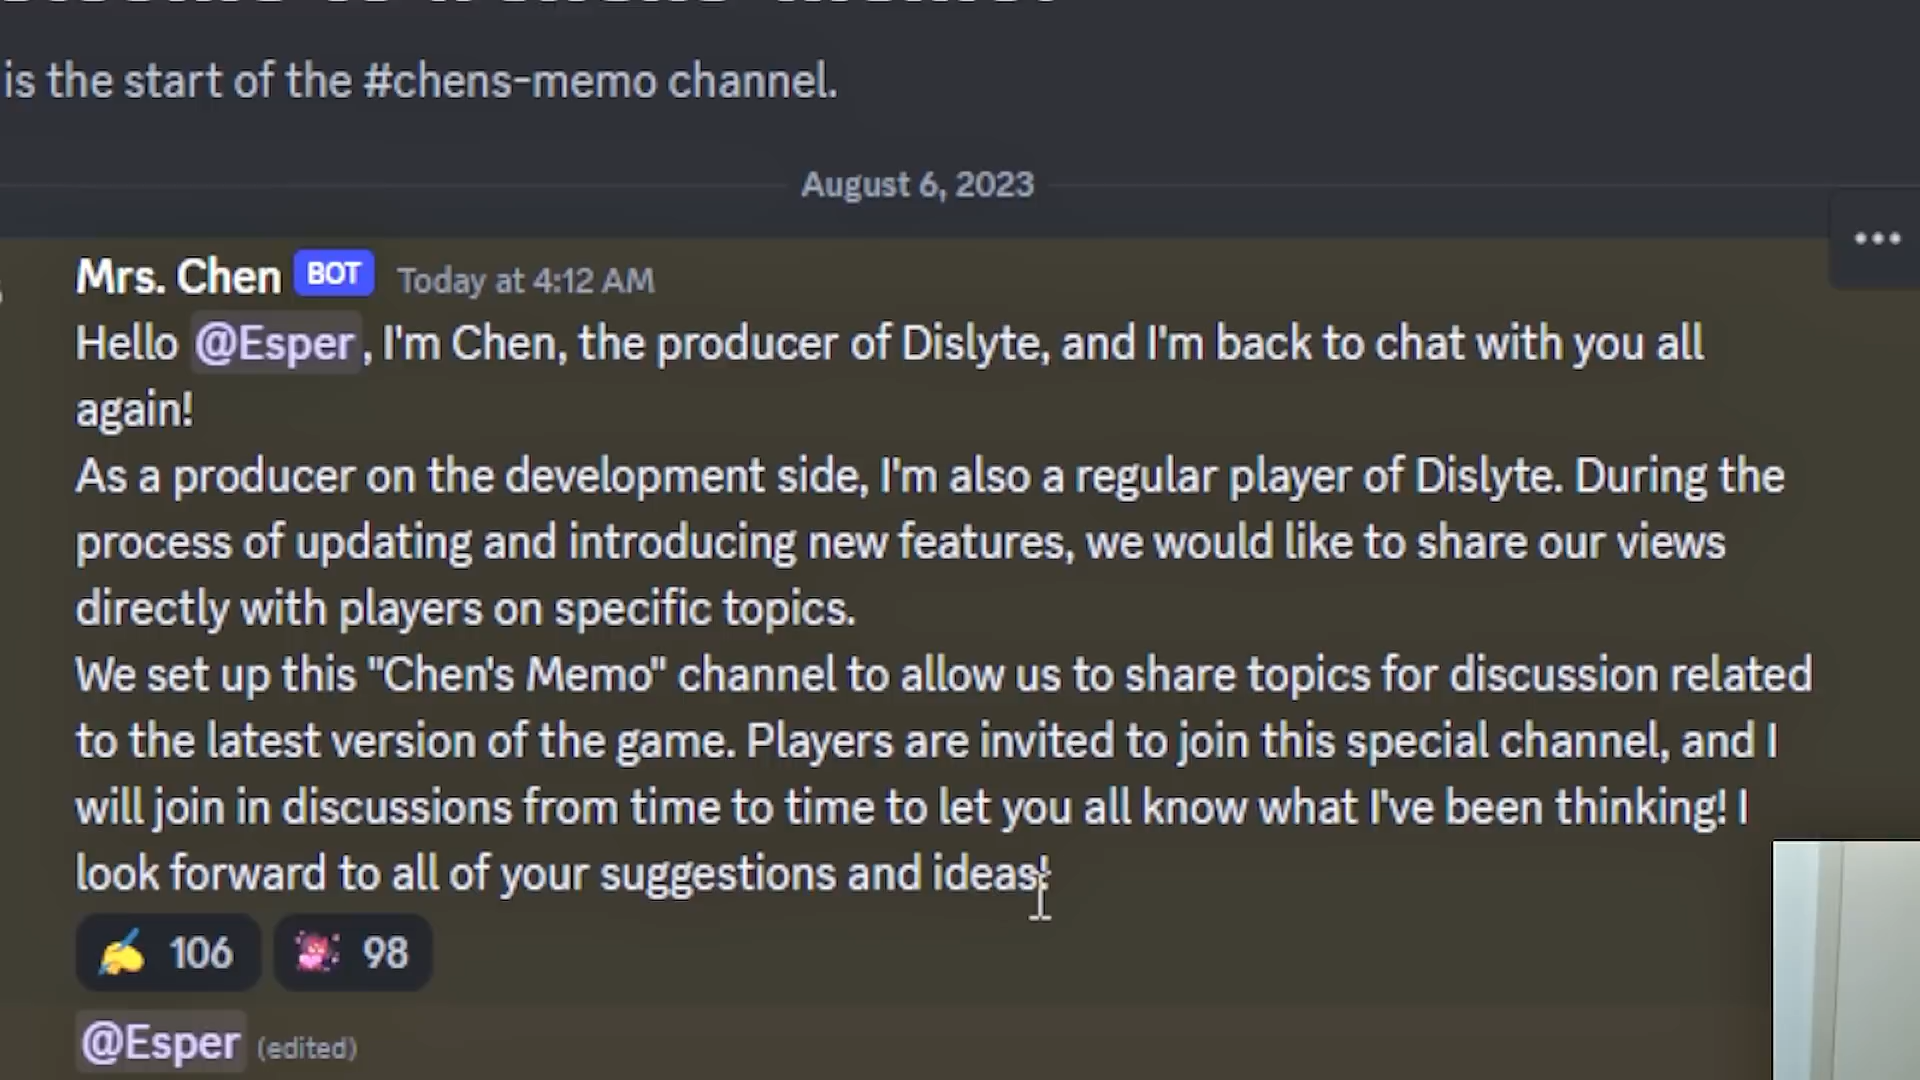 is the start of the #chens-memo channel.
August 6, 2023
Mrs. Chen BOT Today at 4:12 AM
Hello @Esper, I'm Chen, the producer of Dislyte, and I'm back to chat with you all
again!
As a producer on the development side, I'm also a regular player of Dislyte. During the
process of updating and introducing new features, we would like to share our views
directly with players on specific topics.
We set up this "Chen's Memo" channel to allow us to share topics for discussion related
to the latest version of the game. Players are invited to join this special channel, and I
will join in discussions from time to time to let you all know what I've been thinking! I
look forward to all of your suggestions and ideas!
106 98
@Esper (edited)